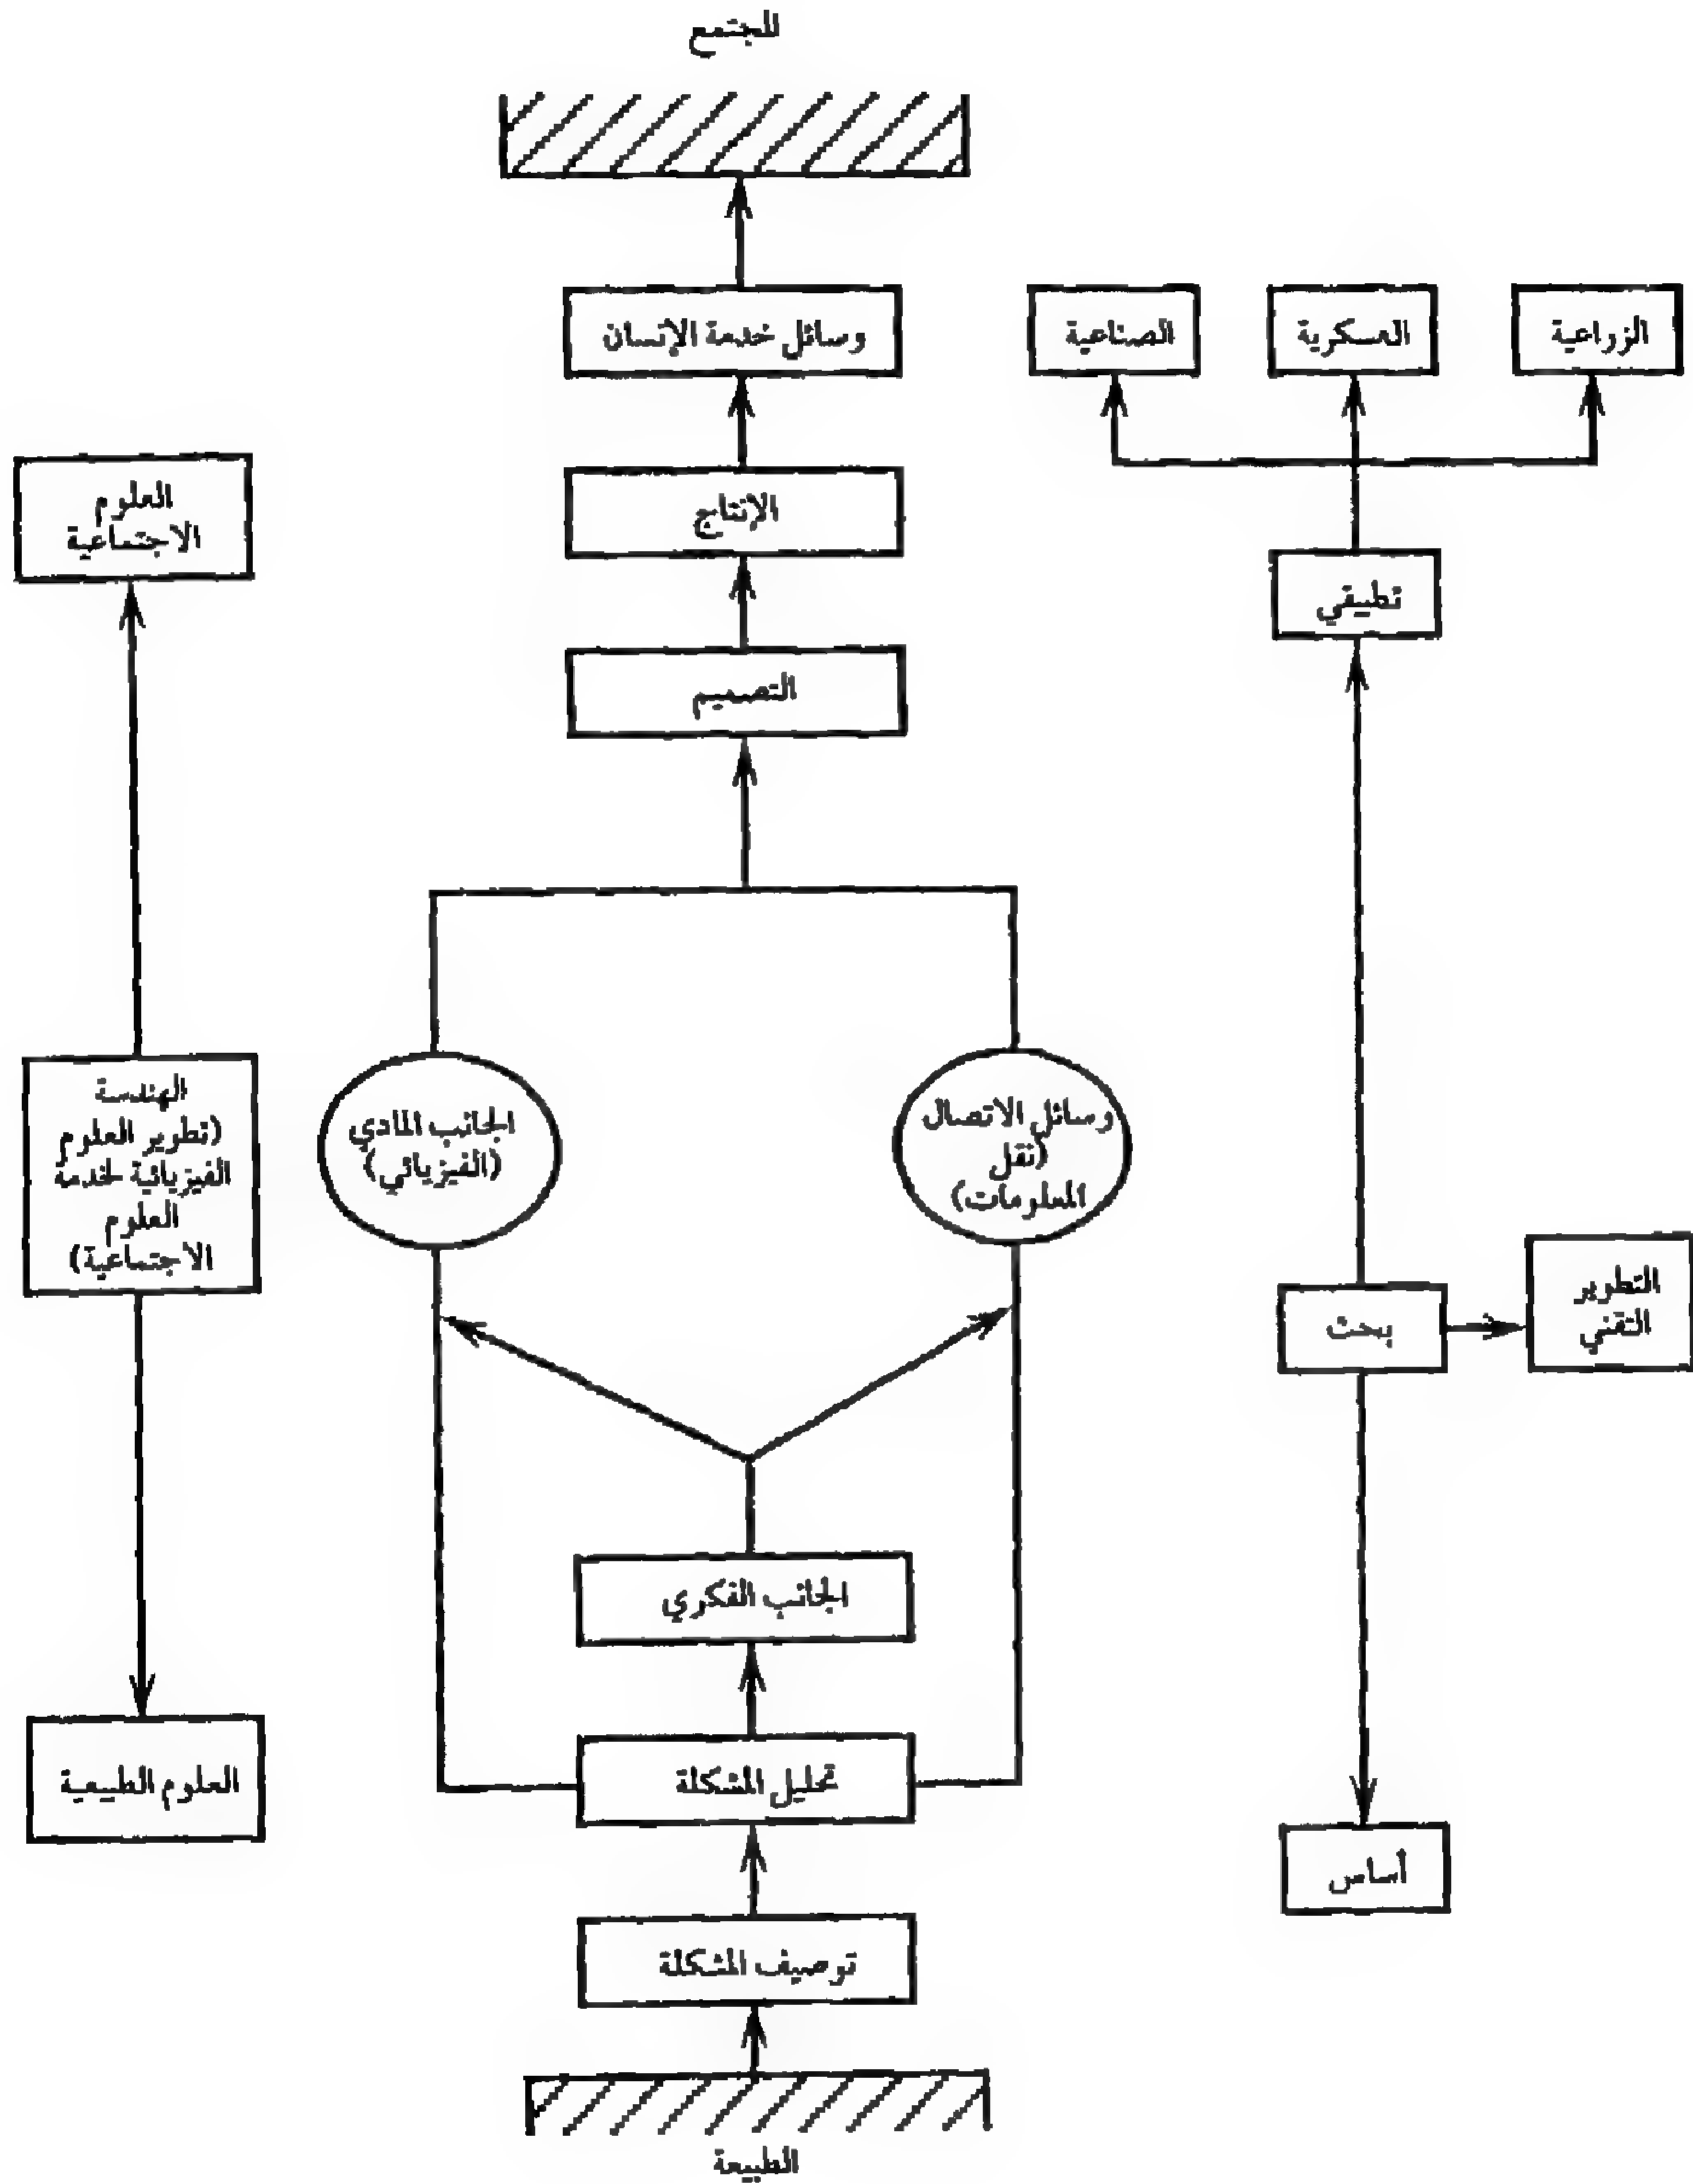 المجتمع
وسائل خدمة الإنسان
الصناعية
العسكرية
الزراعية
الإنتاج
العلوم
الاجتماعية
تطبيقي
التصميم
الهندسة
(تطوير العلوم
الفيزيائية لخدمة
العلوم
الاجتماعية)
الجانب المادي
(الفيزيائي)
وسائل الاتصال
(نقل
المعلومات)
بحث
التطوير
التقني
الجانب الفكري
العلوم الطبيعية
تحليل المشكلة
أساس
توصيف المشكلة
الطبيعة